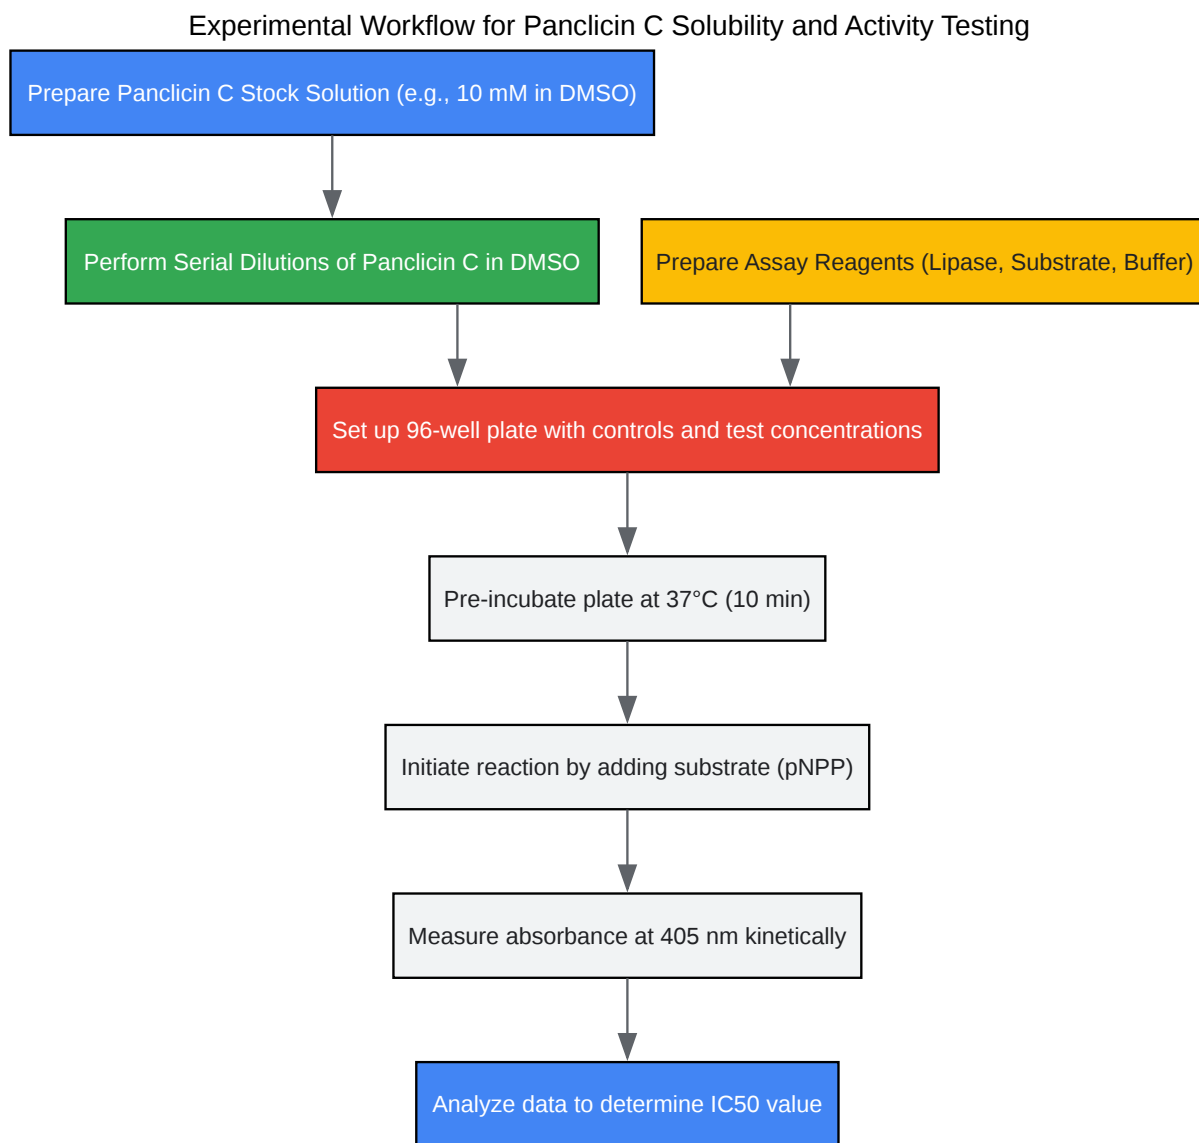 Experimental Workflow for Panclicin C Solubility and Activity Testing
Prepare Panclicin C Stock Solution (e.g., 10 mM in DMSO)
Perform Serial Dilutions of Panclicin C in DMSO
Prepare Assay Reagents (Lipase, Substrate, Buffer)
Set up 96-well plate with controls and test concentrations
Pre-incubate plate at 37°C (10 min)
Initiate reaction by adding substrate (pNPP)
Measure absorbance at 405 nm kinetically
Analyze data to determine IC50 value